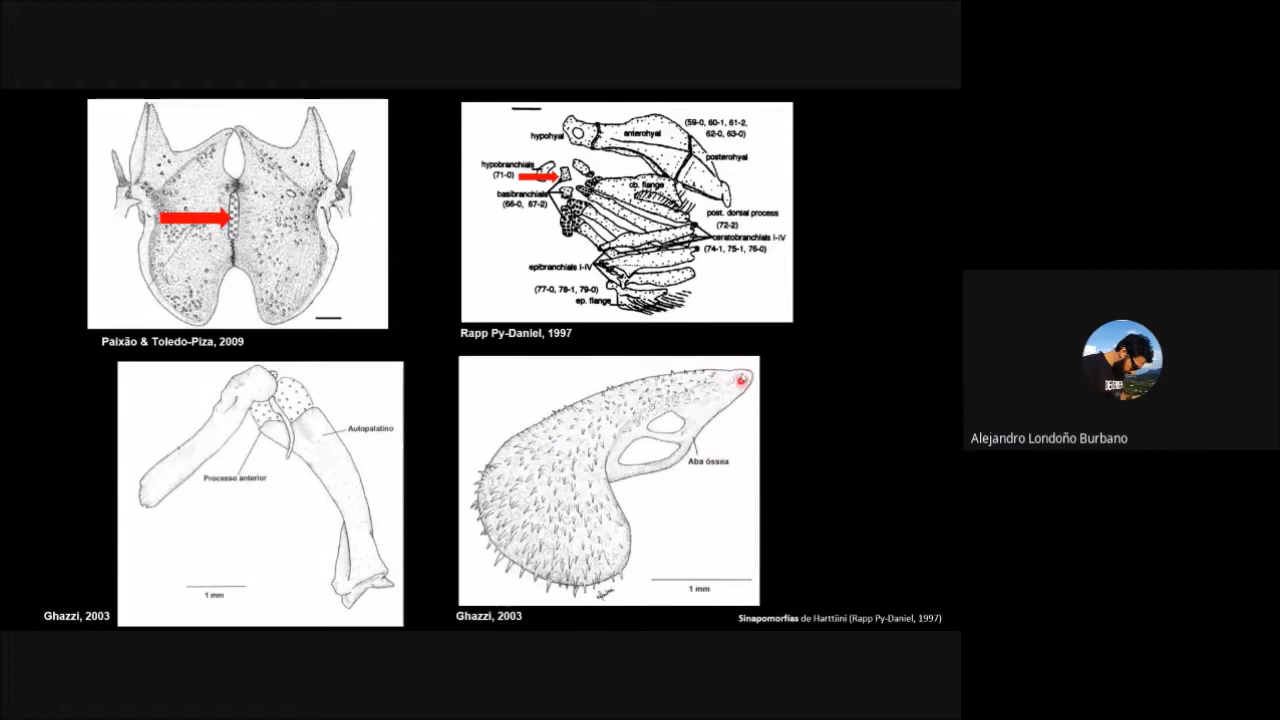 hypohyal
anterohyal
(59-0, 60-1, 61-2,
62-0, 63-0)
posterohyal
hypobranchials
(71-0)
cb. flange
basibranchials
(66-0, 67-2)
post. dorsal process
(72-2)
ceratobranchials I-IV
(74-1, 75-1, 76-0)
epibranchials I-IV
(77-0, 78-1, 79-0)
ep. flange
Paixão & Toledo-Piza, 2009
Rapp Py-Daniel, 1997
Autopalatino
Processo anterior
1 mm
Ghazzi, 2003
Aba óssea
1 mm
Ghazzi, 2003
Sinapomorfías de Harttiini (Rapp Py-Daniel, 1997)
Alejandro Londoño Burbano